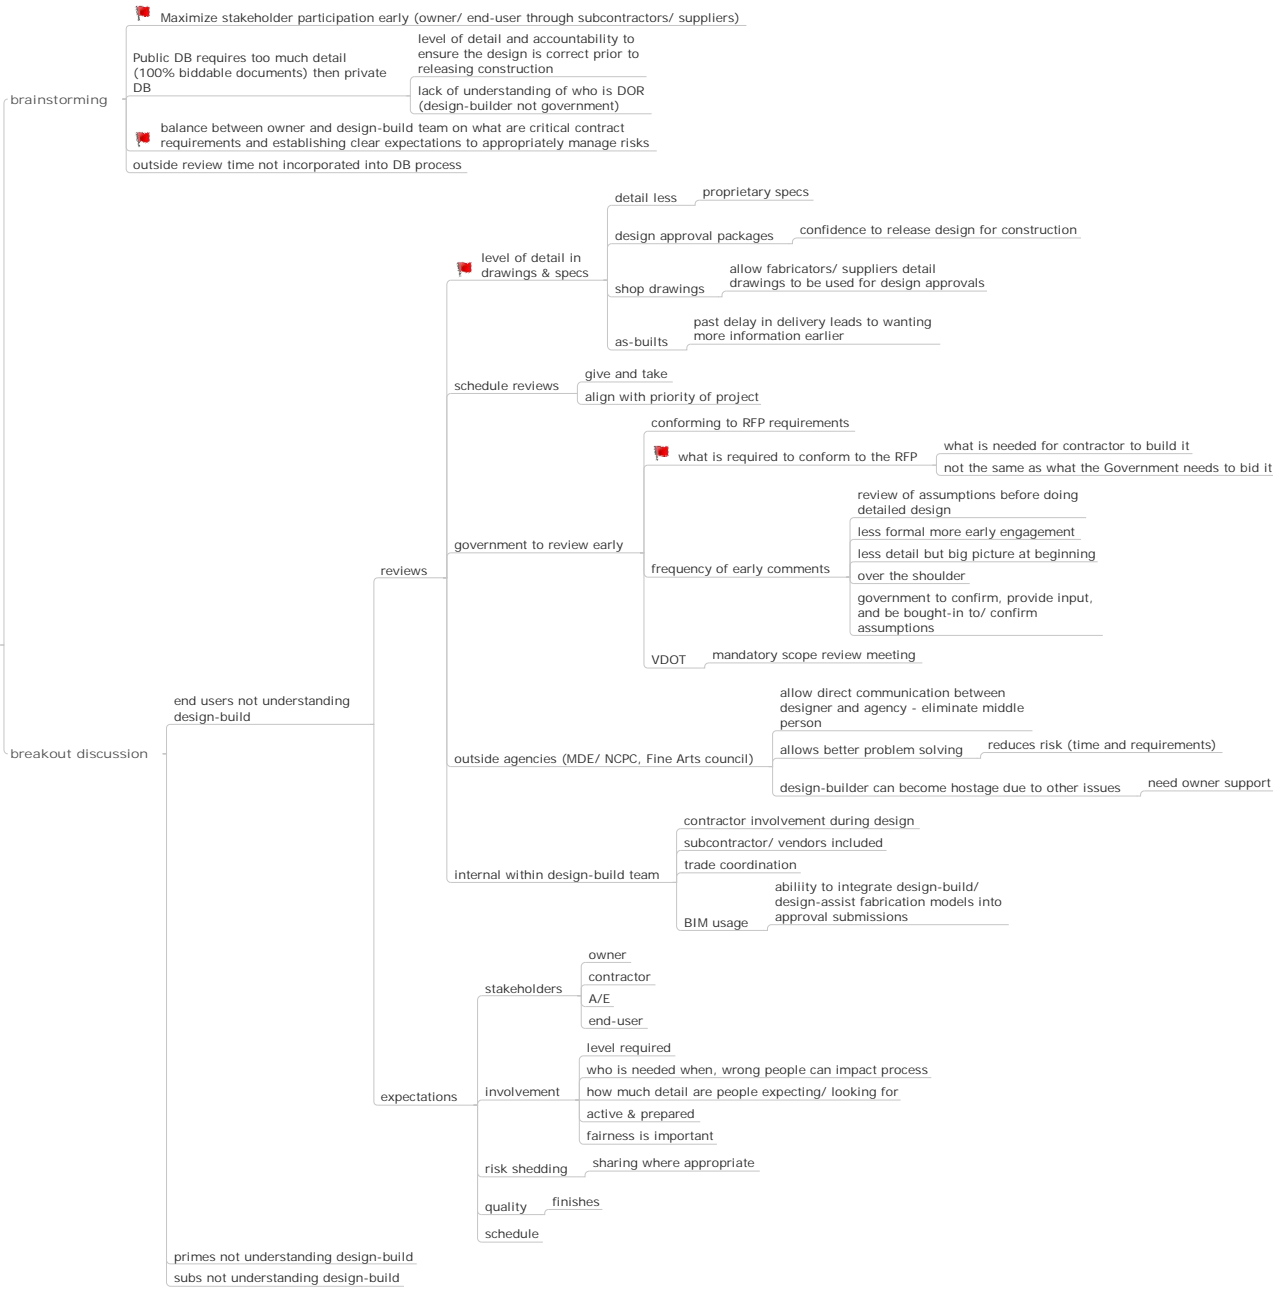 Maximize stakeholder participation early (owner/ end-user through subcontractors/ suppliers)
Public DB requires too much detail
(100% biddable documents) then private
DB
level of detail and accountability to
ensure the design is correct prior to
releasing construction
lack of understanding of who is DOR
(design-builder not government)
brainstorming
balance between owner and design-build team on what are critical contract
requirements and establishing clear expectations to appropriately manage risks
outside review time not incorporated into DB process
detail less
proprietary specs
design approval packages
confidence to release design for construction
level of detail in
drawings & specs
shop drawings
allow fabricators/ suppliers detail
drawings to be used for design approvals
as-builts
past delay in delivery leads to wanting
more information earlier
schedule reviews
give and take
align with priority of project
conforming to RFP requirements
what is required to conform to the RFP
what is needed for contractor to build it
not the same as what the Government needs to bid it
government to review early
frequency of early comments
review of assumptions before doing
detailed design
less formal more early engagement
less detail but big picture at beginning
over the shoulder
government to confirm, provide input,
and be bought-in to/ confirm
assumptions
reviews
VDOT
mandatory scope review meeting
end users not understanding
design-build
breakout discussion
outside agencies (MDE/ NCPC, Fine Arts council)
allow direct communication between
designer and agency - eliminate middle
person
allows better problem solving
reduces risk (time and requirements)
design-builder can become hostage due to other issues
need owner support
internal within design-build team
contractor involvement during design
subcontractor/ vendors included
trade coordination
BIM usage
abiliity to integrate design-build/
design-assist fabrication models into
approval submissions
stakeholders
owner
contractor
A/E
end-user
expectations
involvement
level required
who is needed when, wrong people can impact process
how much detail are people expecting/ looking for
active & prepared
fairness is important
risk shedding
sharing where appropriate
quality
finishes
schedule
primes not understanding design-build
subs not understanding design-build